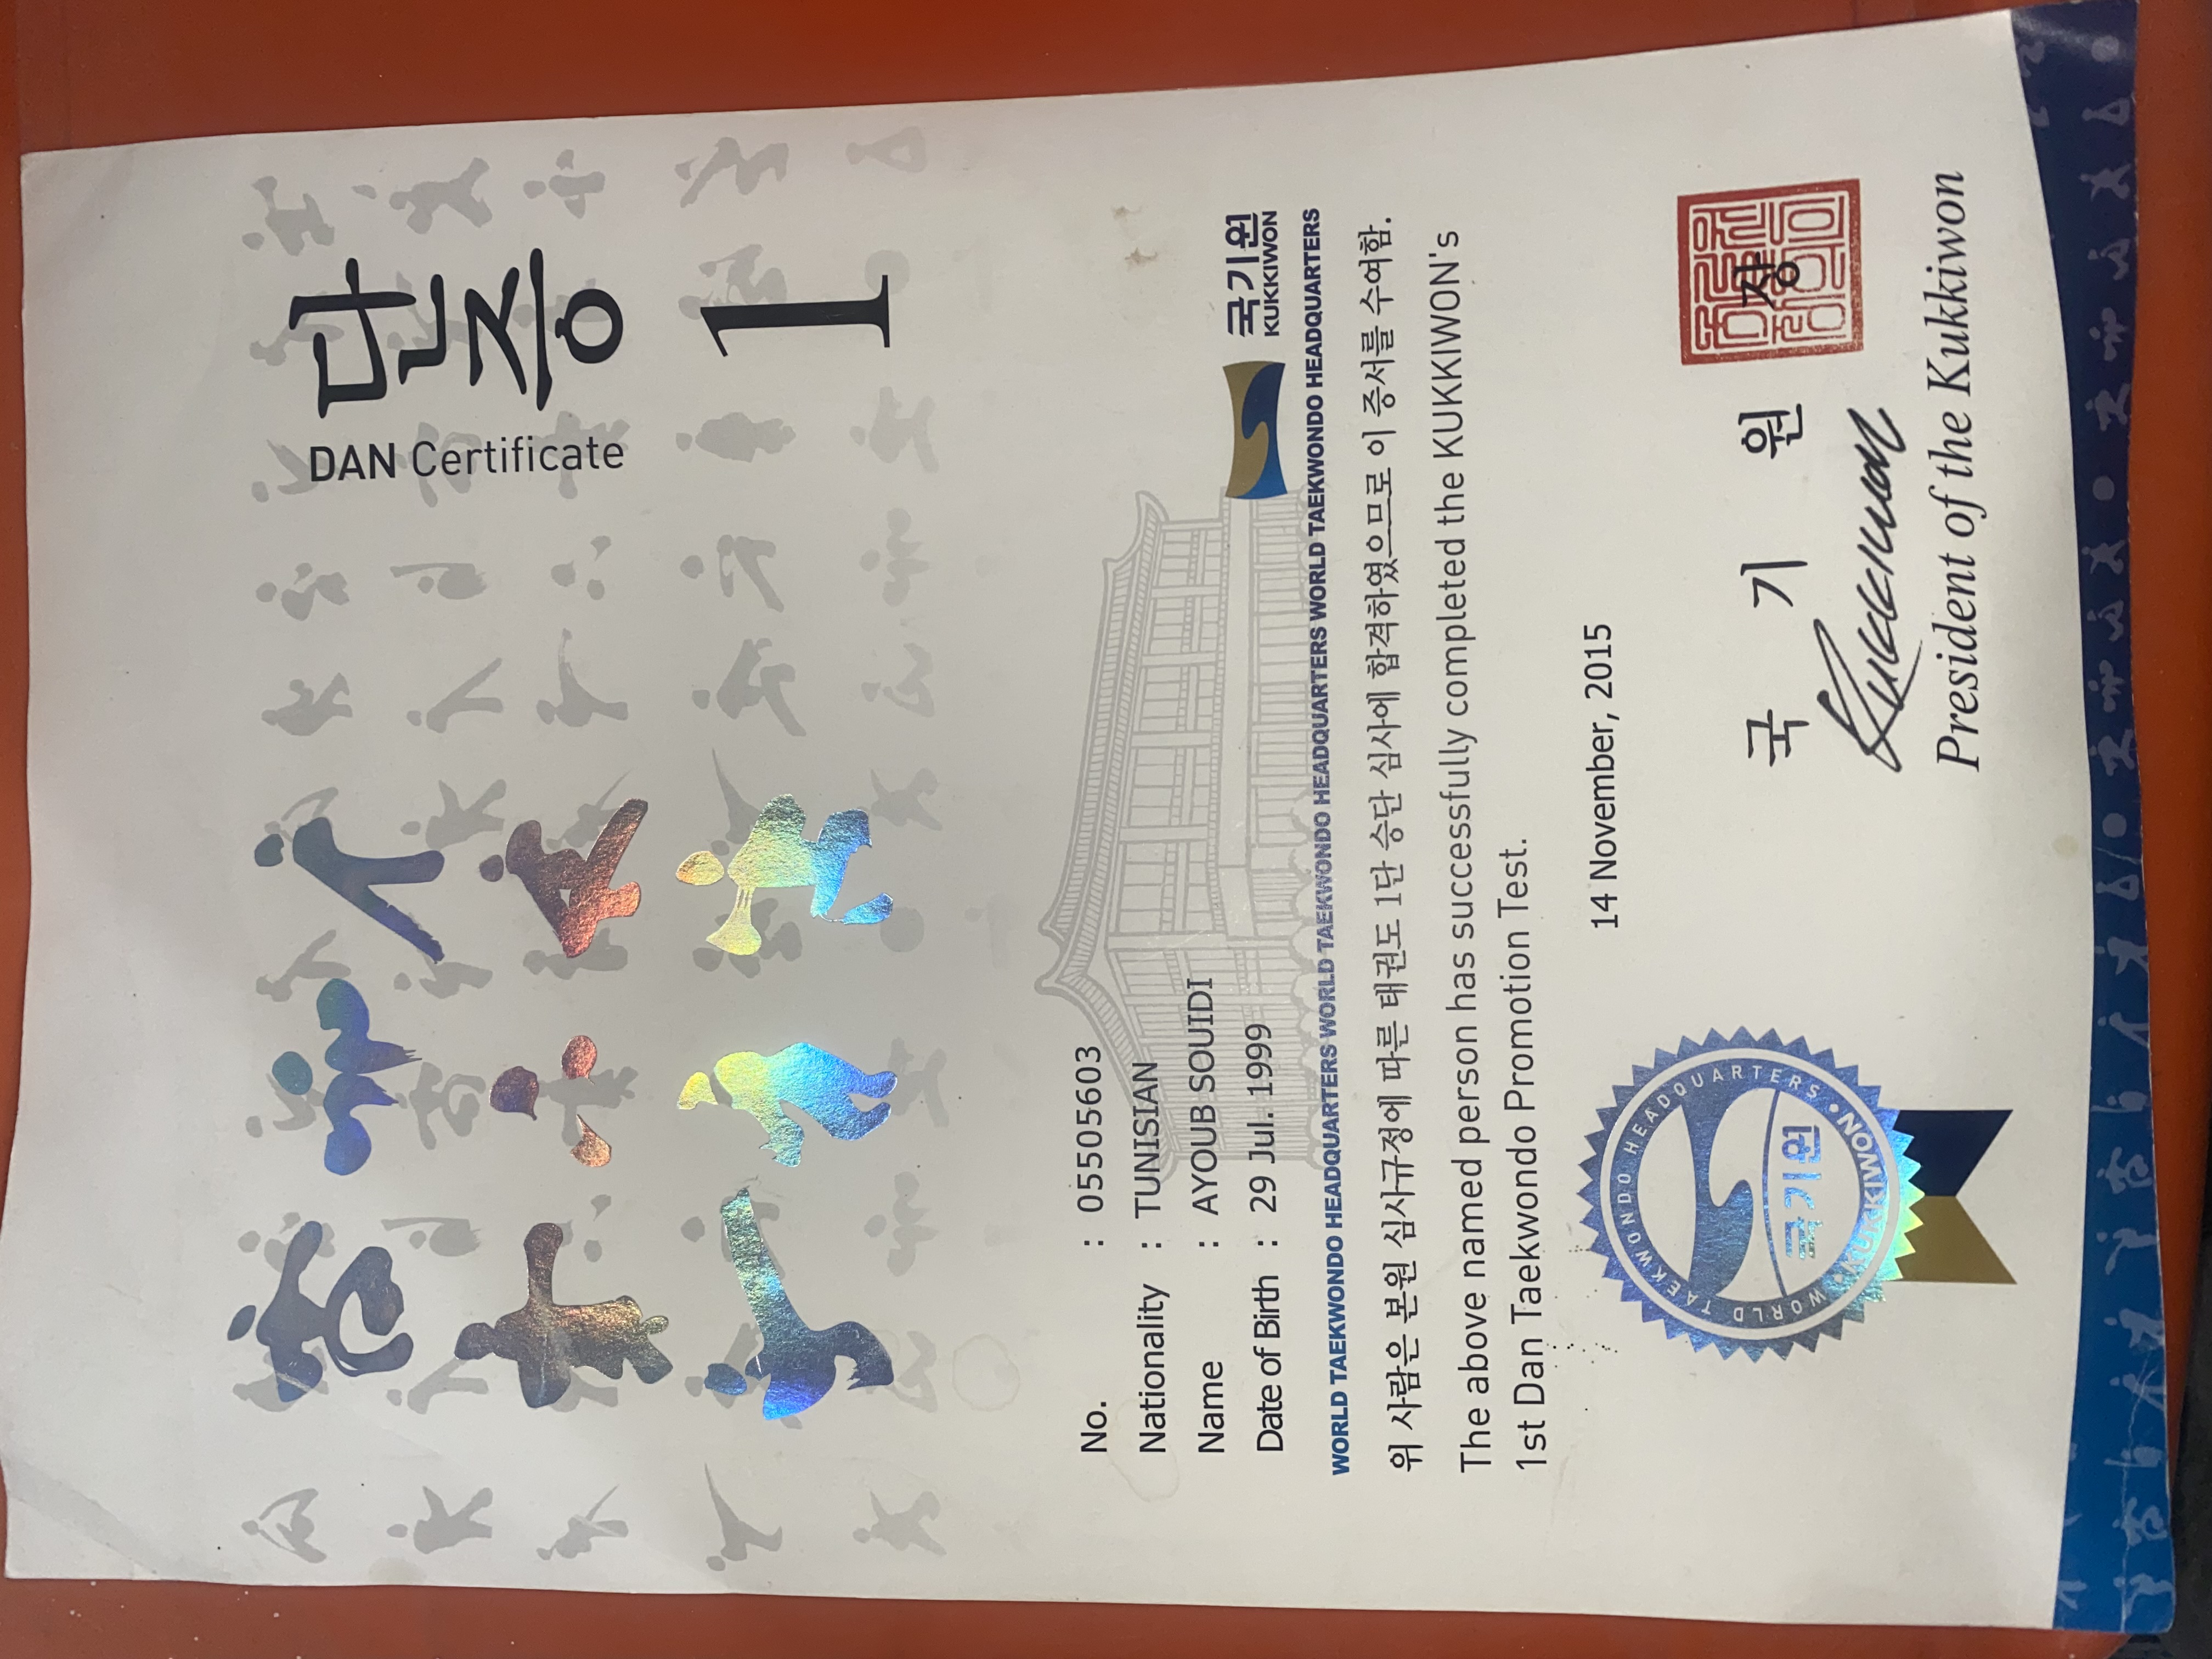 단증
DAN Certificate
1
No. : 05505603
Nationality : TUNISIAN
Name : AYOUB SOUIDI
Date of Birth : 29 Jul. 1999
국기원
KUKKIWON
WORLD TAEKWONDO HEADQUARTERS WORLD TAEKWONDO HEADQUARTERS WORLD TAEKWONDO HEADQUARTERS WORLD TAEKWONDO HEADQUARTERS
위 사람은 본원 심사규정에 따른 태권도 1단 승단 심사에 합격하였으므로 이 증서를 수여함.
The above named person has successfully completed the KUKKIWON's
1st Dan Taekwondo Promotion Test.
14 November, 2015
WORLD TAEKWONDO HEADQUARTERS
국기원
•KUKKIWON•
국 기 원 장
President of the Kukkiwon